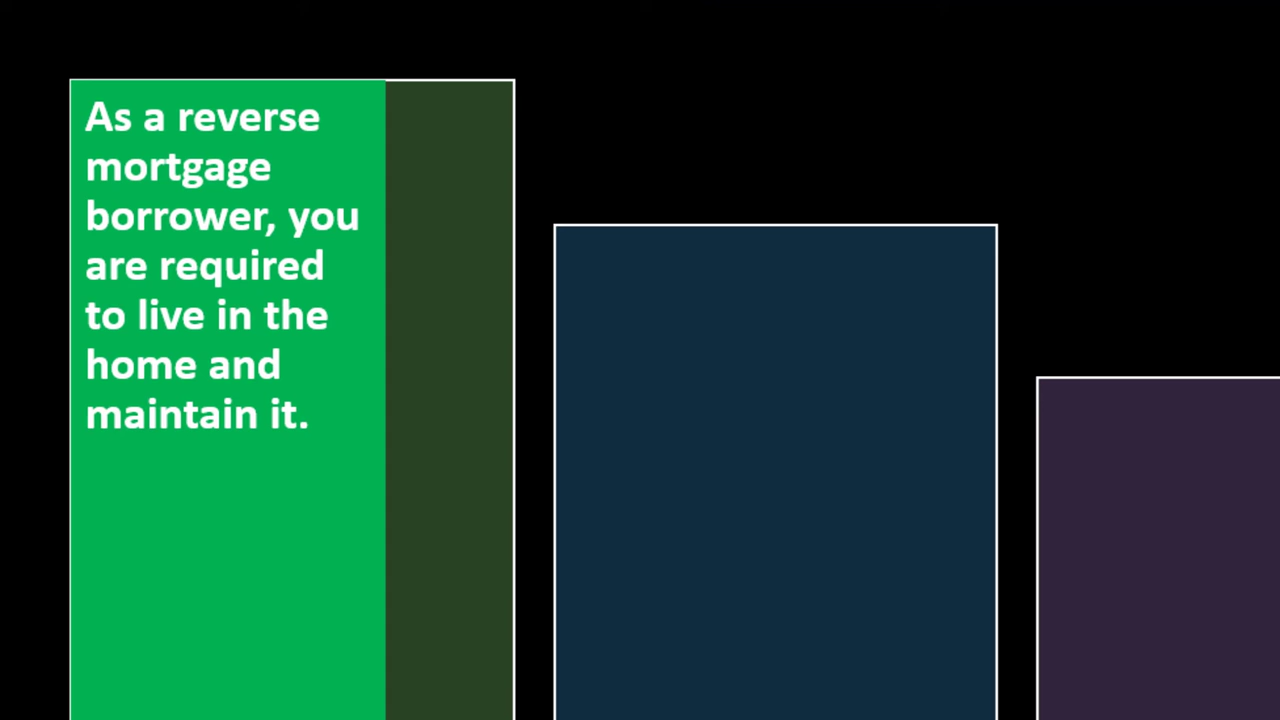 As a reverse
mortgage
borrower, you
are required
to live in the
home and
maintain it.